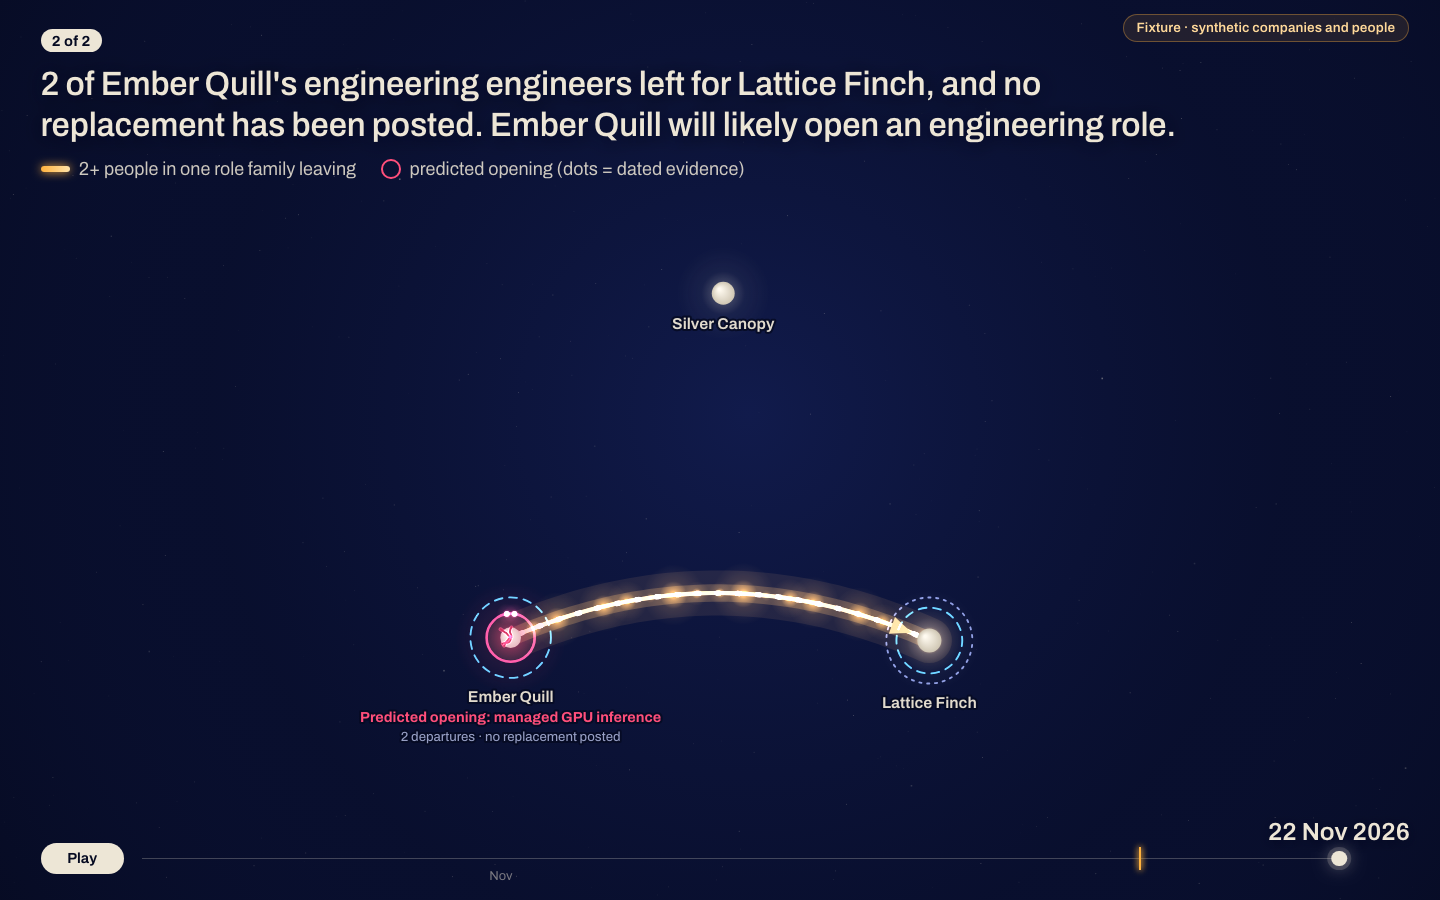 2 of 2
Fixture · synthetic companies and people
2 of Ember Quill's engineering engineers left for Lattice Finch, and no
replacement has been posted. Ember Quill will likely open an engineering role.
2+ people in one role family leaving
predicted opening (dots = dated evidence)
Silver Canopy
Ember Quill
Predicted opening: managed GPU inference
2 departures · no replacement posted
Lattice Finch
22 Nov 2026
Play
Nov